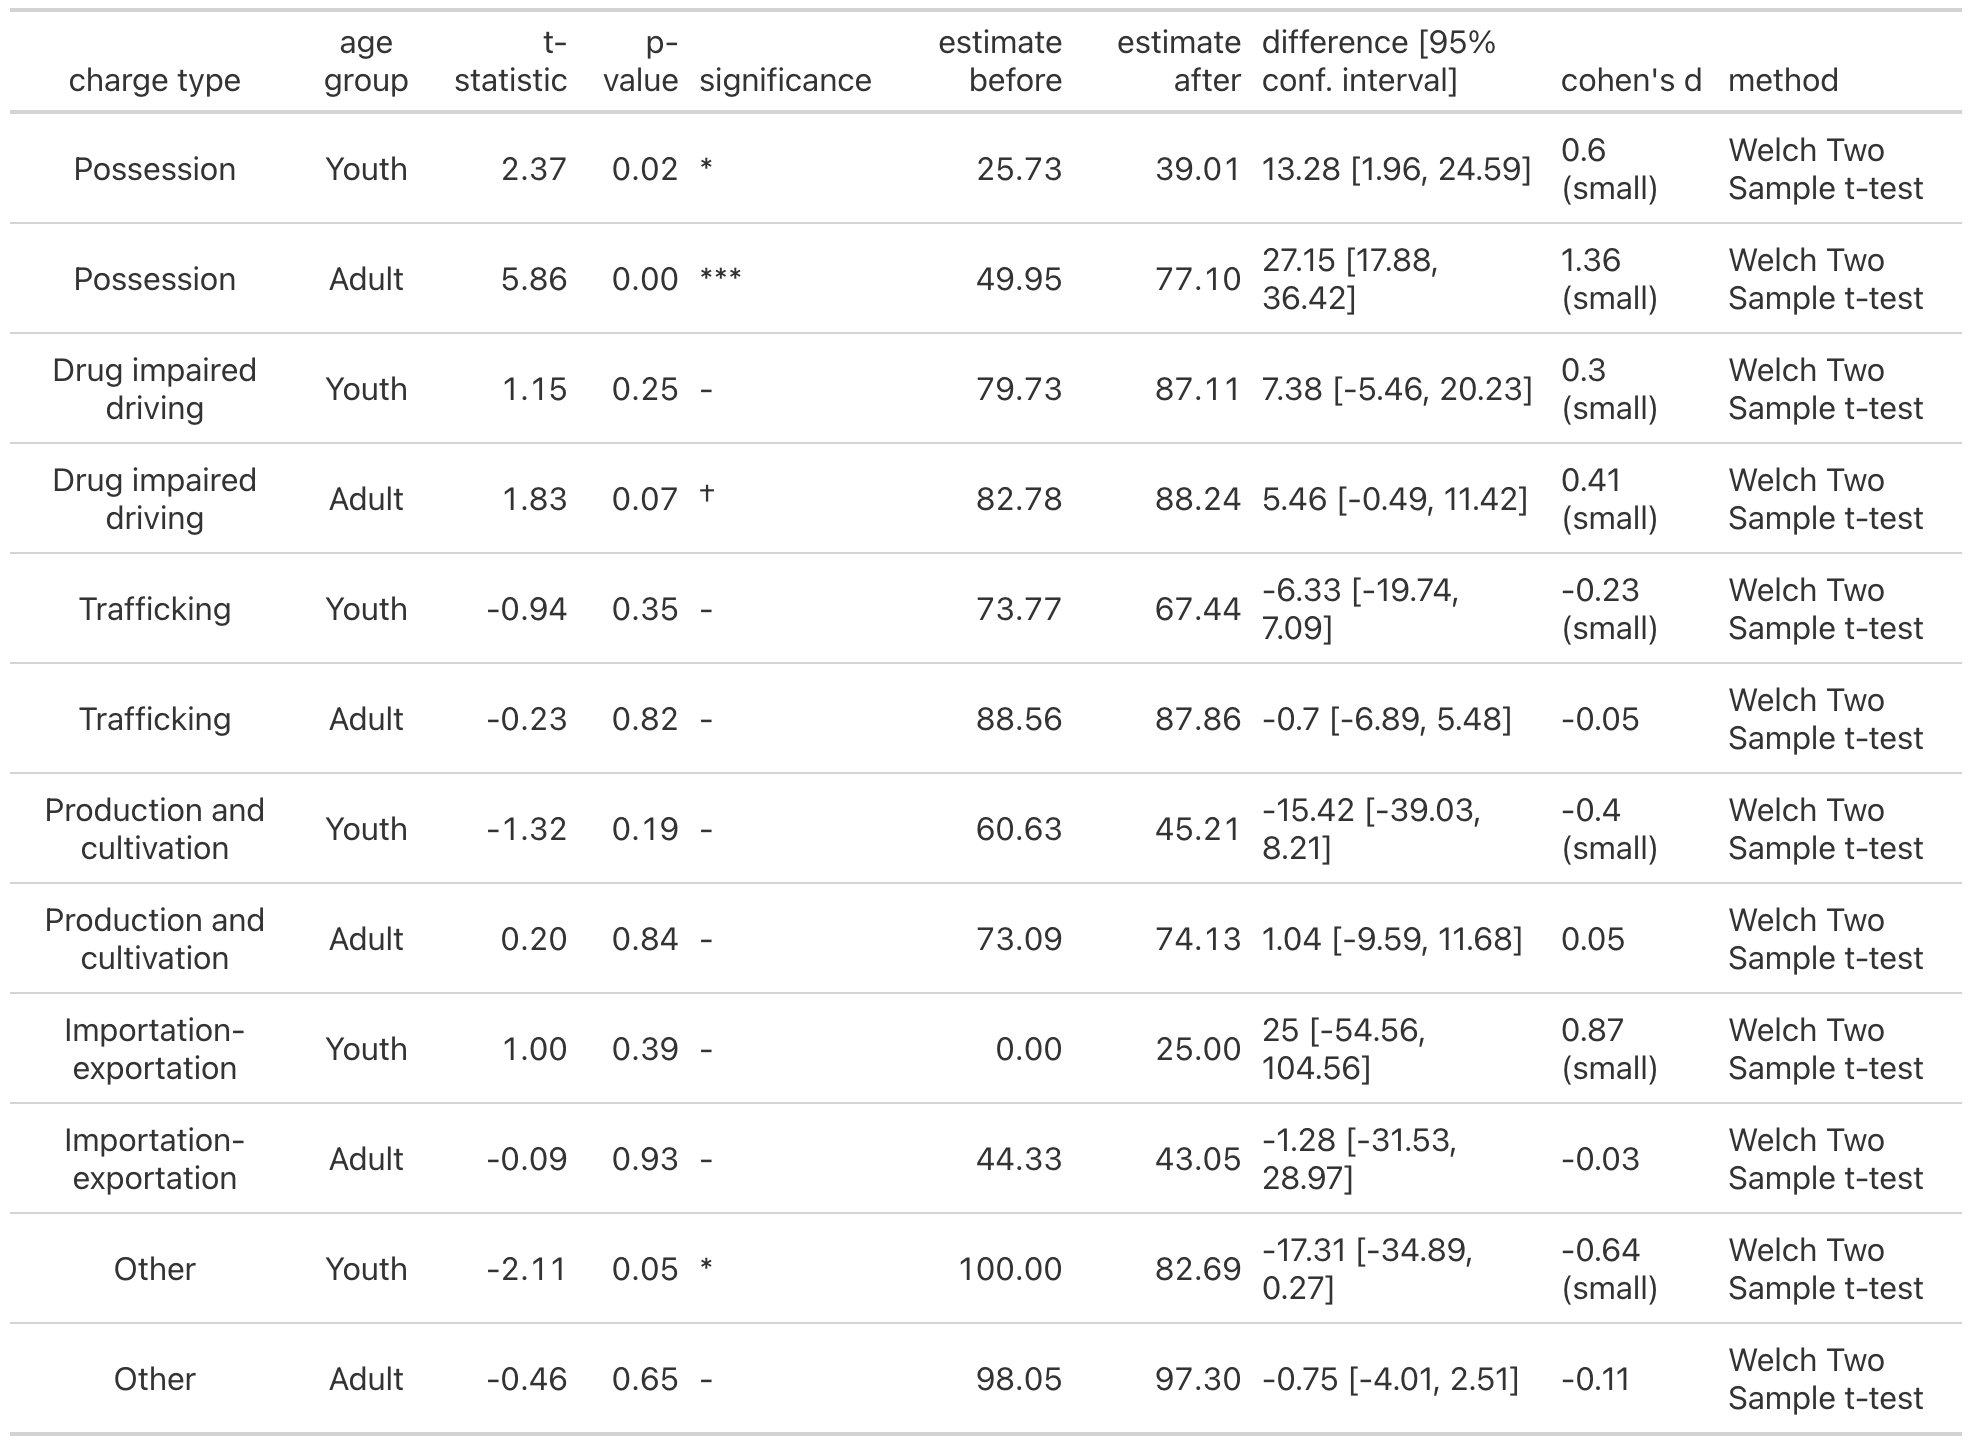 charge type age group t-statistic p-value significance estimate before estimate after difference [95% conf. interval] cohen's d method
Possession Youth 2.37 0.02 * 25.73 39.01 13.28 [1.96, 24.59] 0.6 (small) Welch Two Sample t-test
Possession Adult 5.86 0.00 *** 49.95 77.10 27.15 [17.88, 36.42] 1.36 (small) Welch Two Sample t-test
Drug impaired driving Youth 1.15 0.25 - 79.73 87.11 7.38 [-5.46, 20.23] 0.3 (small) Welch Two Sample t-test
Drug impaired driving Adult 1.83 0.07 † 82.78 88.24 5.46 [-0.49, 11.42] 0.41 (small) Welch Two Sample t-test
Trafficking Youth -0.94 0.35 - 73.77 67.44 -6.33 [-19.74, 7.09] -0.23 (small) Welch Two Sample t-test
Trafficking Adult -0.23 0.82 - 88.56 87.86 -0.7 [-6.89, 5.48] -0.05 Welch Two Sample t-test
Production and cultivation Youth -1.32 0.19 - 60.63 45.21 -15.42 [-39.03, 8.21] -0.4 (small) Welch Two Sample t-test
Production and cultivation Adult 0.20 0.84 - 73.09 74.13 1.04 [-9.59, 11.68] 0.05 Welch Two Sample t-test
Importation-exportation Youth 1.00 0.39 - 0.00 25.00 25 [-54.56, 104.56] 0.87 (small) Welch Two Sample t-test
Importation-exportation Adult -0.09 0.93 - 44.33 43.05 -1.28 [-31.53, 28.97] -0.03 Welch Two Sample t-test
Other Youth -2.11 0.05 * 100.00 82.69 -17.31 [-34.89, 0.27] -0.64 (small) Welch Two Sample t-test
Other Adult -0.46 0.65 - 98.05 97.30 -0.75 [-4.01, 2.51] -0.11 Welch Two Sample t-test